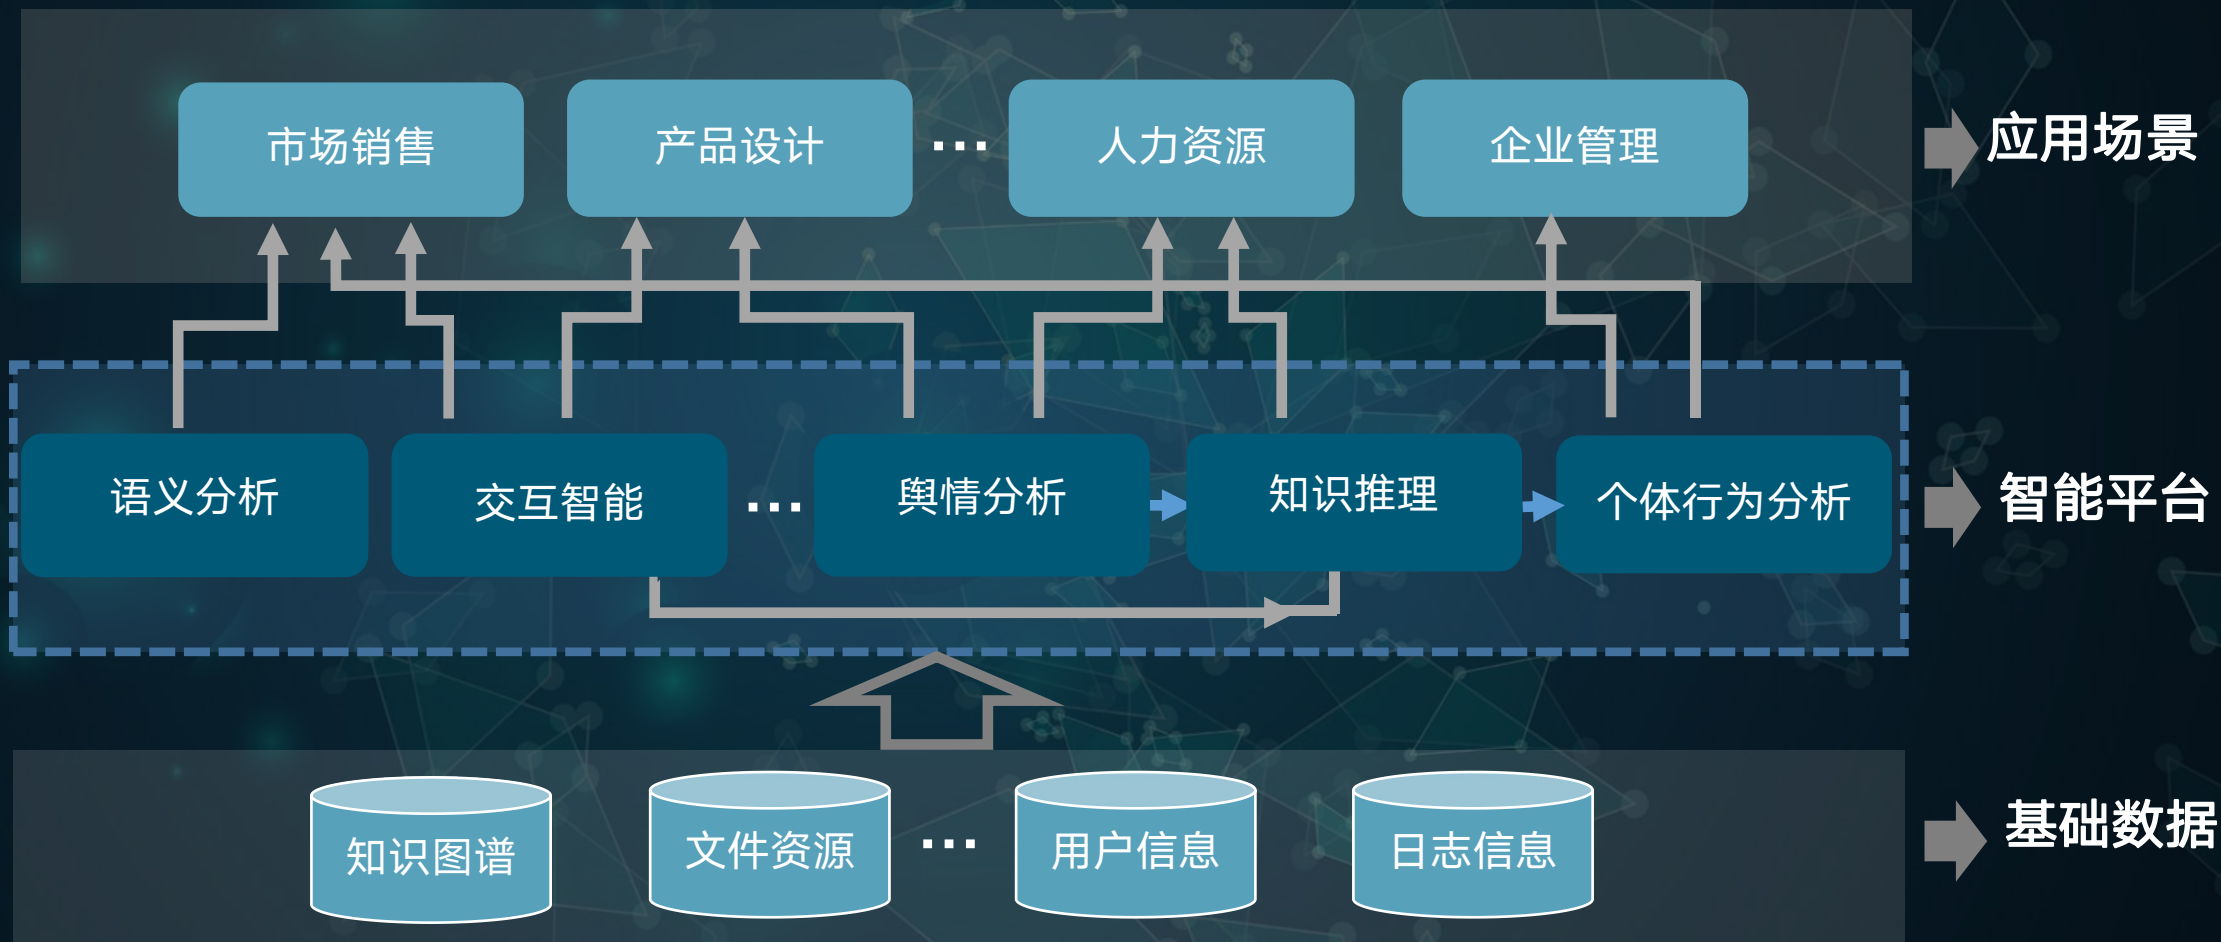 市场销售
产品设计
...
人力资源
企业管理
应用场景
语义分析
交互智能
...
舆情分析
知识推理
个体行为分析
智能平台
知识图谱
文件资源
...
用户信息
日志信息
基础数据